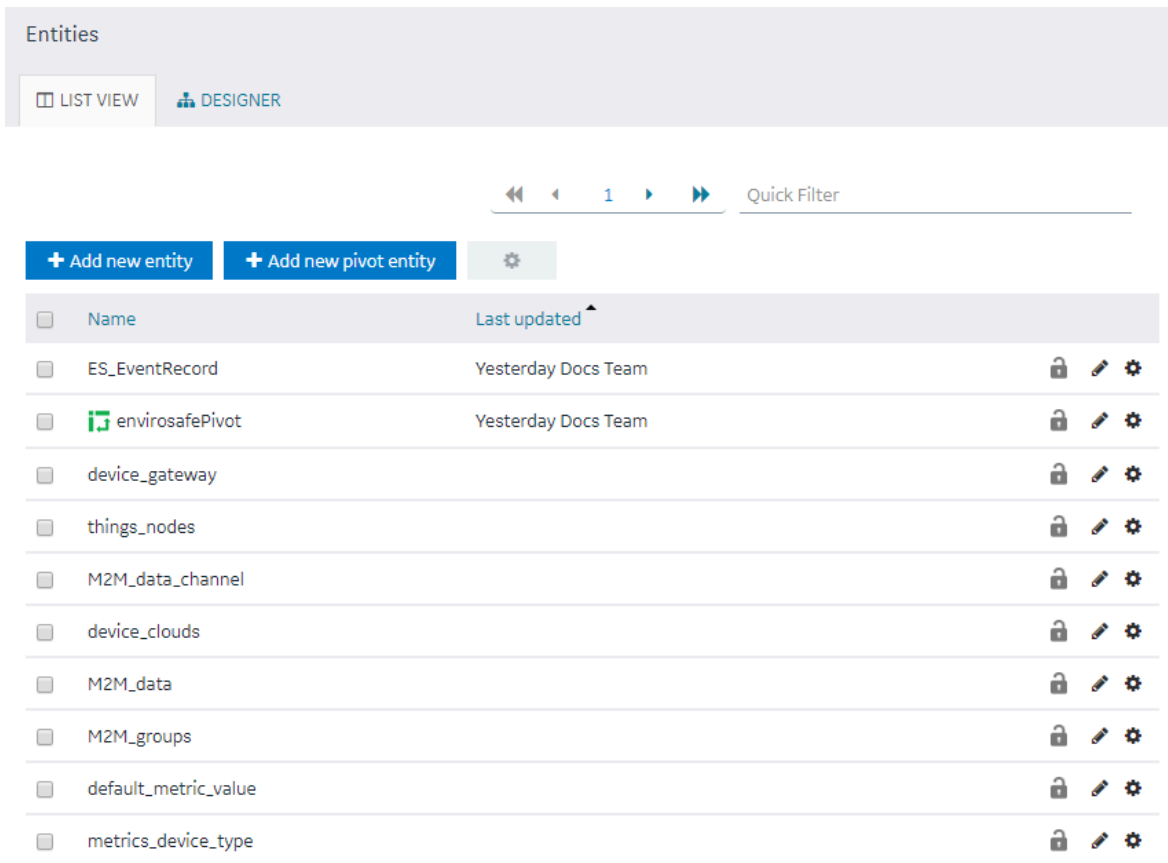 Entities
LIST VIEW DESIGNER
1 Quick Filter
Add new entity Add new pivot entity
Name Last updated
ES_EventRecord Yesterday Docs Team
envirosafePivot Yesterday Docs Team
device_gateway
things_nodes
M2M_data_channel
device_clouds
M2M_data
M2M_groups
default_metric_value
metrics_device_type